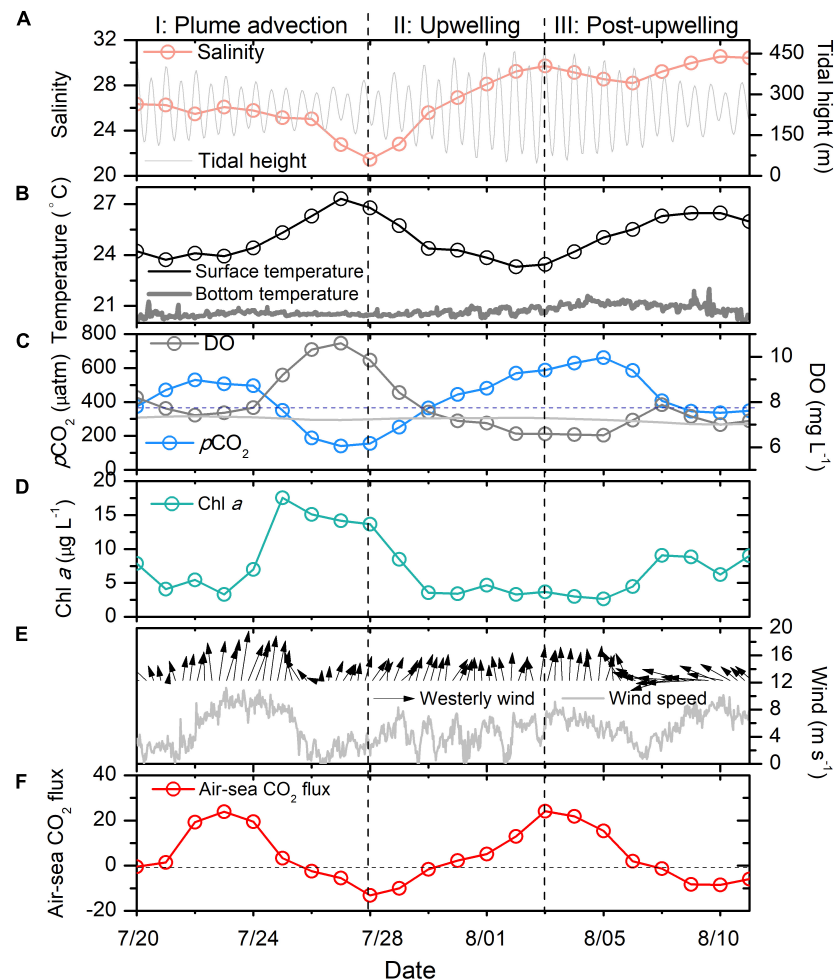 A
I: Plume advection
II: Upwelling
III: Post-upwelling
32
28
24
20
Salinity
Salinity
Tidal height
450
300
150
0
Tidal hight (m)
B
27
24
21
Temperature (°C)
Surface temperature
Bottom temperature
C
800
600
400
200
0
pCO2 (µatm)
DO
pCO2
10
8
6
DO (mg L-1)
D
20
15
10
5
0
Chl a (µg L-1)
Chl a
E
Westerly wind
Wind speed
20
16
12
8
4
0
Wind (m s-1)
F
40
20
0
-20
Air-sea CO2 flux
Air-sea CO2 flux
7/20
7/24
7/28
8/01
8/05
8/10
Date